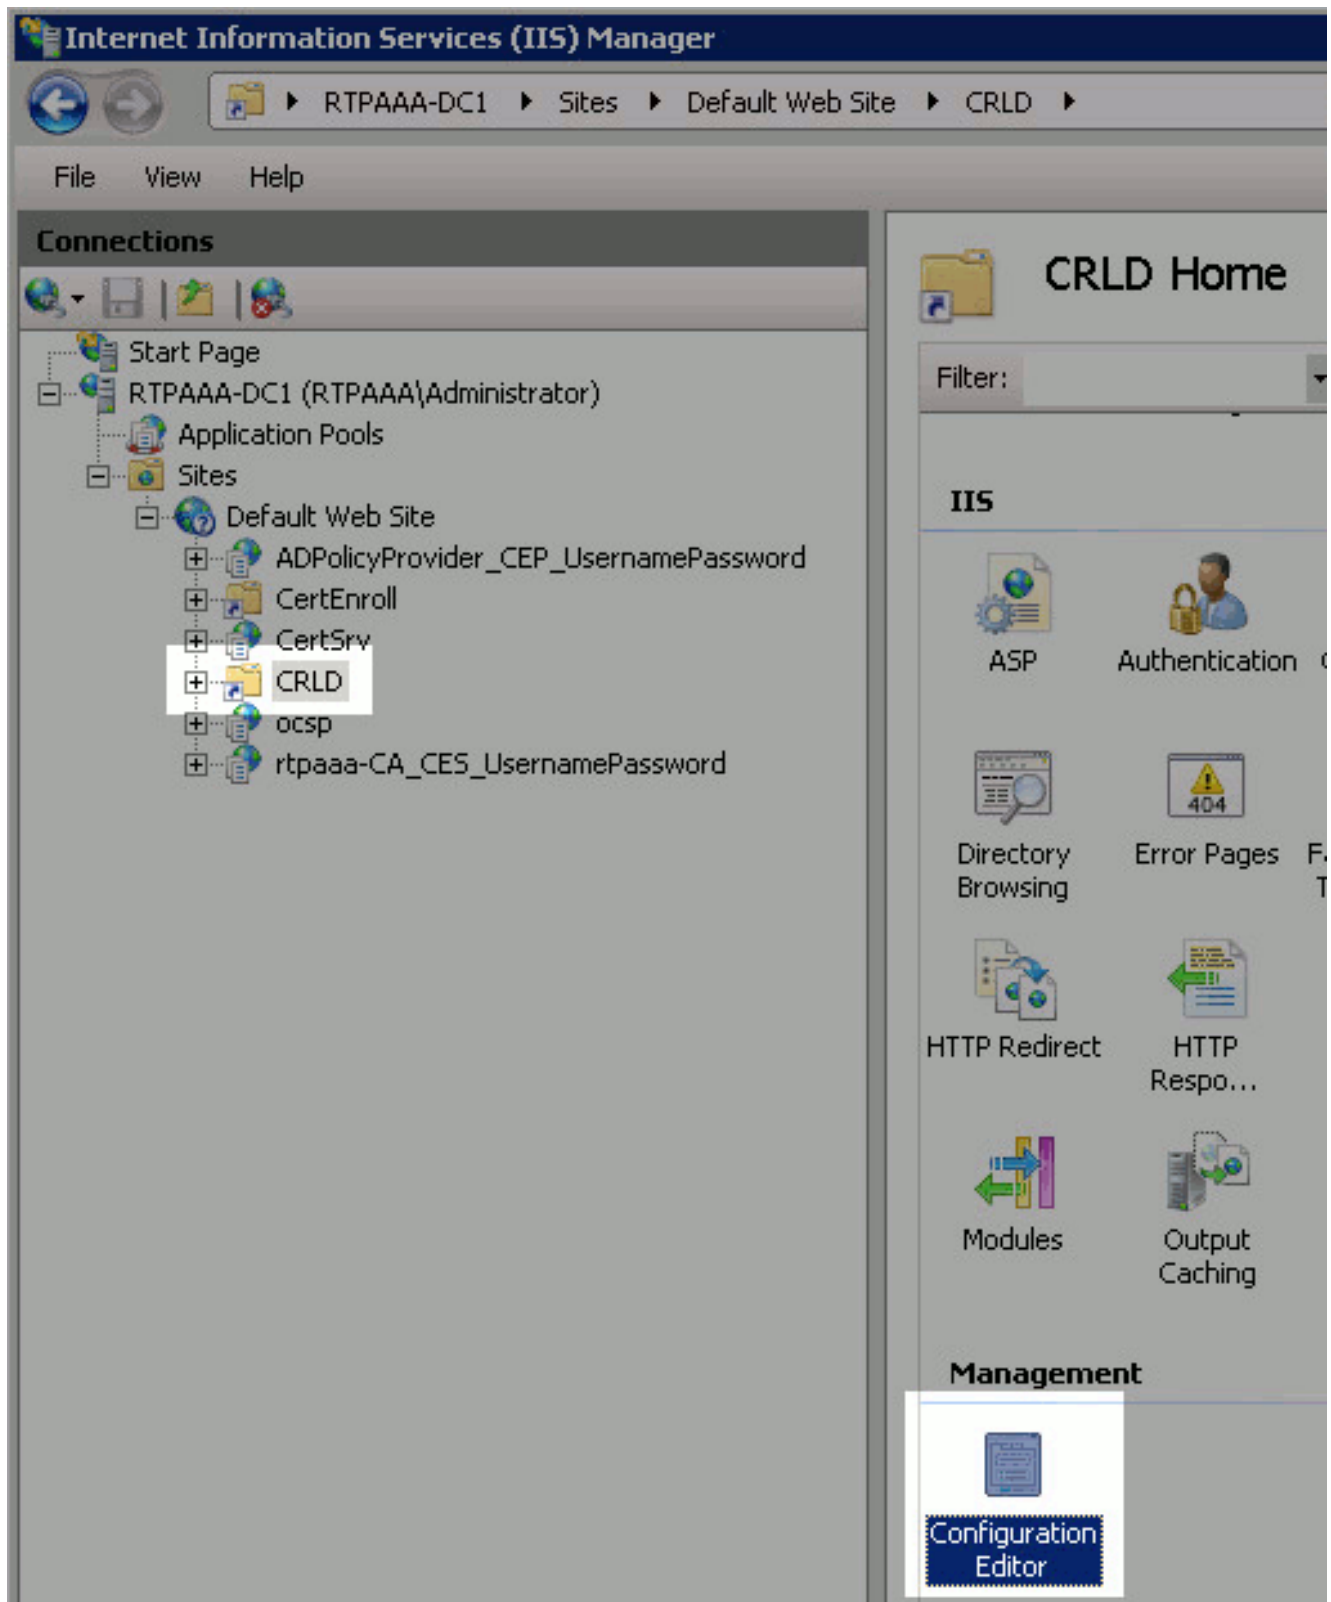 Internet Information Services (IIS) Manager
RTPAAA-DC1 Sites Default Web Site CRLD
File View Help
Connections
Start Page
RTPAAA-DC1 (RTPAAA\Administrator)
Application Pools
Sites
Default Web Site
ADPolicyProvider_CEP_UsernamePassword
CertEnroll
CertSrv
CRLD
ocsp
rtpaaa-CA_CES_UsernamePassword
CRLD Home
Filter:
IIS
ASP
Authentication
Directory
Browsing
404
Error Pages
HTTP Redirect
HTTP
Respo...
Modules
Output
Caching
Management
Configuration
Editor